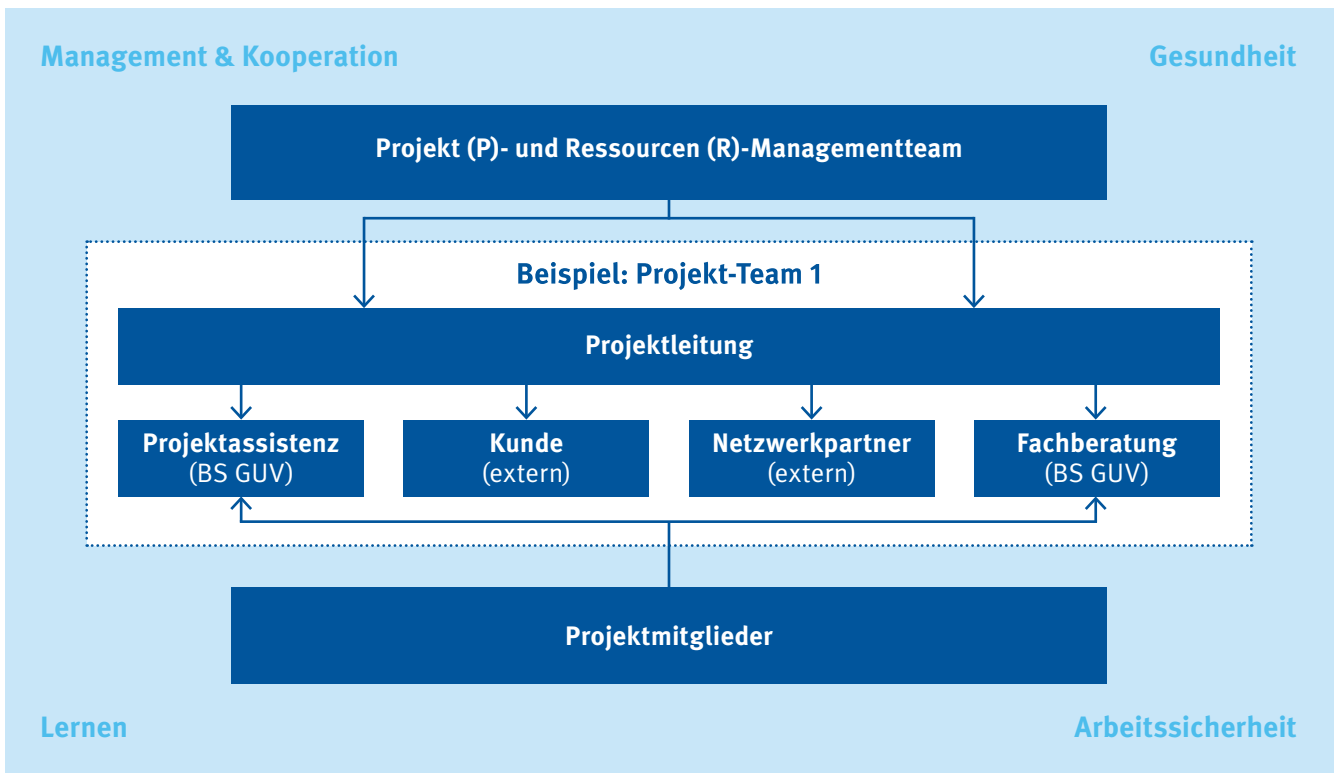 Management & Kooperation
Gesundheit
Projekt (P)- und Ressourcen (R)-Managementteam
Beispiel: Projekt-Team 1
Projektleitung
Projektassistenz
(BS GUV)
Kunde
(extern)
Netzwerkpartner
(extern)
Fachberatung
(BS GUV)
Projektmitglieder
Lernen
Arbeitssicherheit